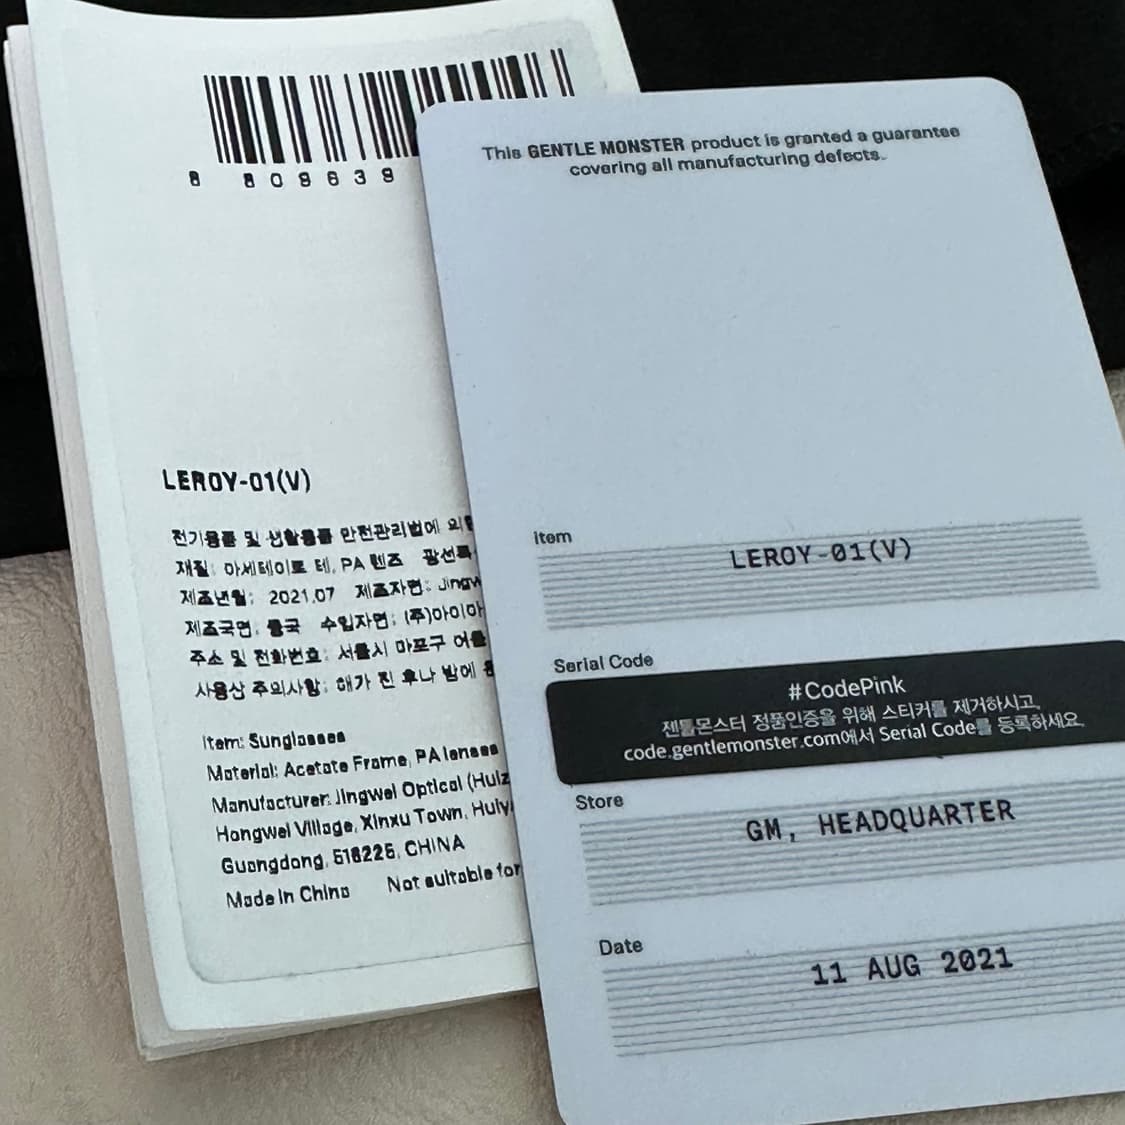 8 809639
LEROY-01(V)
전기용품 및 생활용품 안전관리법에 의
재질: 아세테이트 테, PA 렌즈 광선투
제조년월: 2021.07 제조자명: Jingw
제조국명: 중국 수입자명: (주)아이아
주소 및 전화번호: 서울시 마포구 어울
사용상 주의사항: 해가 진 후나 밤에
Item: Sunglasses
Material: Acetate Frame, PA lenses
Manufacturer: Jingwei Optical (Huiz
Hongwei Village, Xinxu Town, Huiy
Guangdong, 516225, CHINA
Made in China Not suitable for
This GENTLE MONSTER product is granted a guarantee
covering all manufacturing defects.
Item
LEROY-01(V)
Serial Code
#CodePink
젠틀몬스터 정품인증을 위해 스티커를 제거하시고,
code.gentlemonster.com에서 Serial Code를 등록하세요.
Store
GM, HEADQUARTER
Date
11 AUG 2021